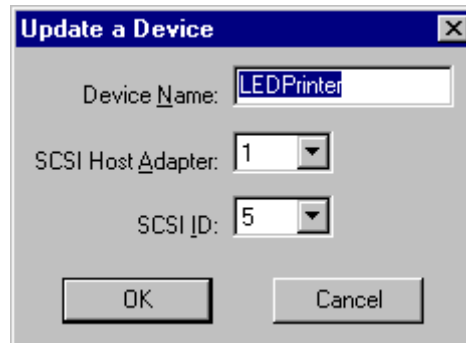 Update a Device
Device Name: LEDPrinter
SCSI Host Adapter: 1
SCSI ID: 5
OK Cancel